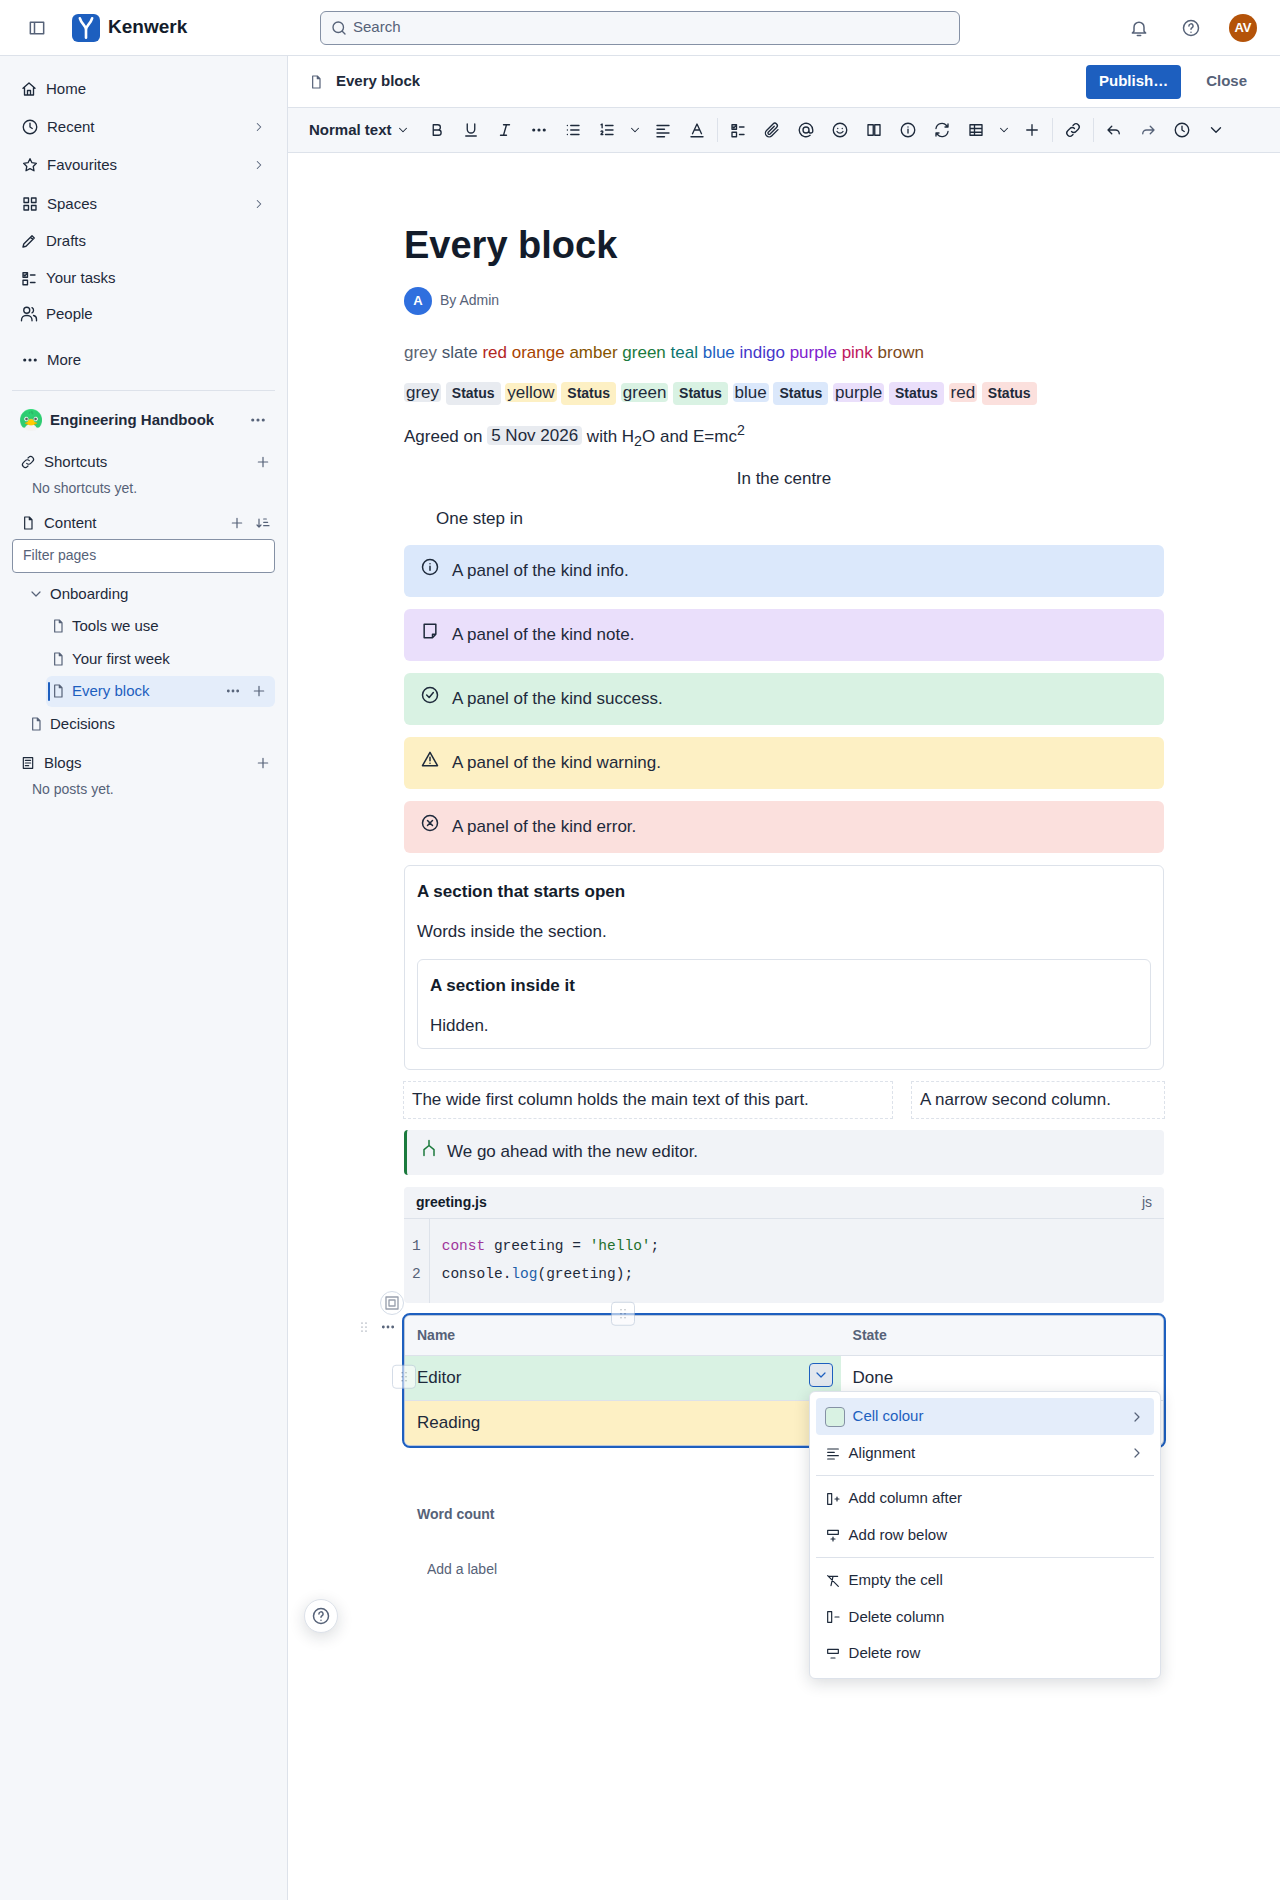 Kenwerk
Search
AV
Home
Recent
Favourites
Spaces
Drafts
Your tasks
People
More
Engineering Handbook
Shortcuts
No shortcuts yet.
Content
Filter pages
Onboarding
Tools we use
Your first week
Every block
Decisions
Blogs
No posts yet.
Every block
Publish…
Close
Normal text
Every block
A By Admin
grey slate red orange amber green teal blue indigo purple pink brown
grey Status yellow Status green Status blue Status purple Status red Status
Agreed on 5 Nov 2026 with H2O and E=mc2
In the centre
One step in
A panel of the kind info.
A panel of the kind note.
A panel of the kind success.
A panel of the kind warning.
A panel of the kind error.
A section that starts open
Words inside the section.
A section inside it
Hidden.
The wide first column holds the main text of this part.
A narrow second column.
We go ahead with the new editor.
greeting.js js
1 const greeting = 'hello';
2 console.log(greeting);
Name State
Editor Done
Reading
Cell colour
Alignment
Add column after
Add row below
Empty the cell
Delete column
Delete row
Word count
Add a label